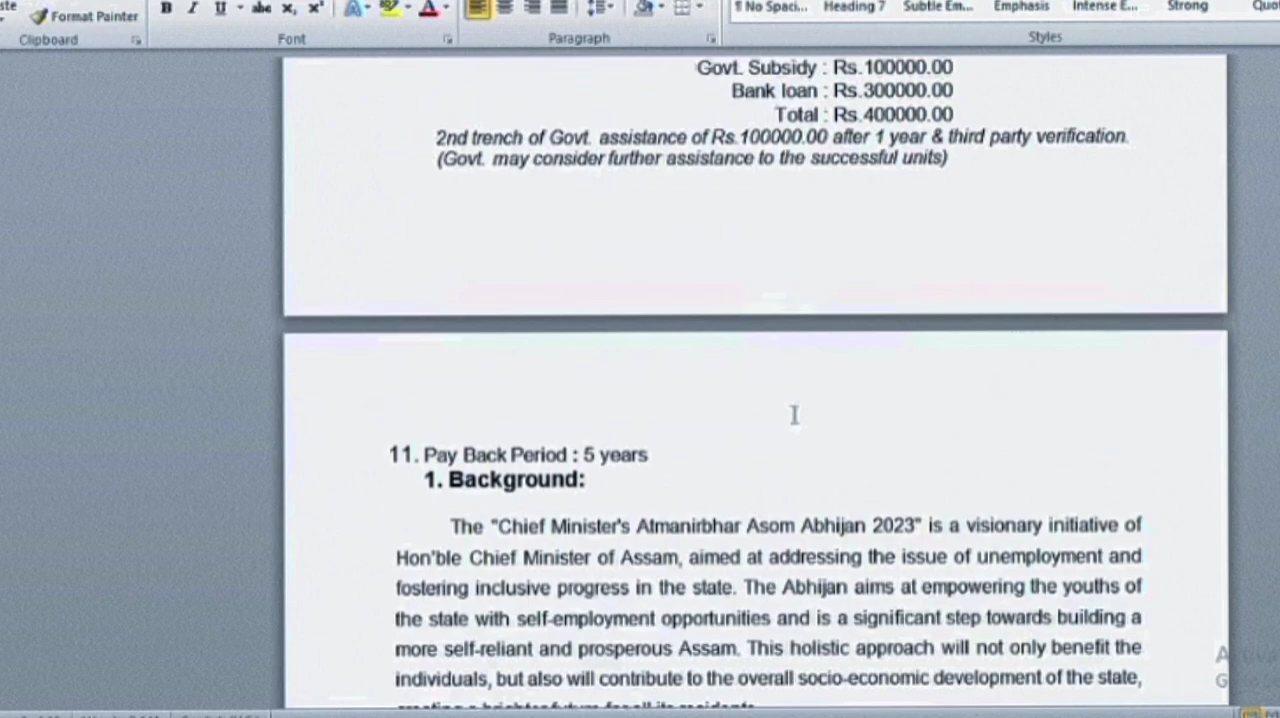 Format Painter
Clipboard
B I U abc x, x²
A A
Font
Paragraph
¶ No Spaci... Heading 7 Subtle Em... Emphasis Intense E... Strong
Styles
Govt. Subsidy : Rs.100000.00
Bank loan : Rs.300000.00
Total : Rs.400000.00
2nd trench of Govt. assistance of Rs.100000.00 after 1 year & third party verification.
(Govt. may consider further assistance to the successful units)
11. Pay Back Period : 5 years
1. Background:
The "Chief Minister's Atmanirbhar Asom Abhijan 2023" is a visionary initiative of
Hon'ble Chief Minister of Assam, aimed at addressing the issue of unemployment and
fostering inclusive progress in the state. The Abhijan aims at empowering the youths of
the state with self-employment opportunities and is a significant step towards building a
more self-reliant and prosperous Assam. This holistic approach will not only benefit the
individuals, but also will contribute to the overall socio-economic development of the state,